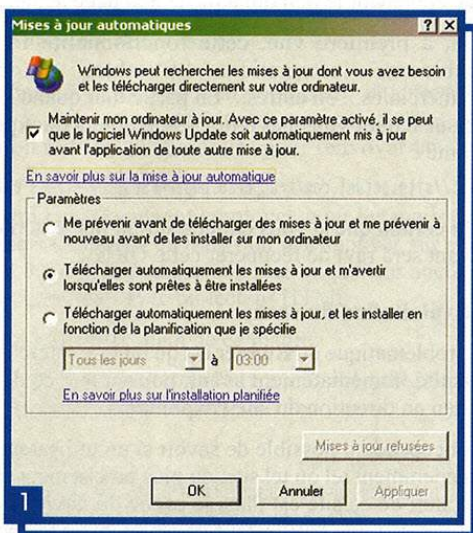 Mises à jour automatiques
Windows peut rechercher les mises à jour dont vous avez besoin
et les télécharger directement sur votre ordinateur.
Maintenir mon ordinateur à jour. Avec ce paramètre activé, il se peut
que le logiciel Windows Update soit automatiquement mis à jour
avant l'application de toute autre mise à jour.
En savoir plus sur la mise à jour automatique
Paramètres
Me prévenir avant de télécharger des mises à jour et me prévenir à
nouveau avant de les installer sur mon ordinateur
Télécharger automatiquement les mises à jour et m'avertir
lorsqu'elles sont prêtes à être installées
Télécharger automatiquement les mises à jour, et les installer en
fonction de la planification que je spécifie
Tous les jours à 03:00
En savoir plus sur l'installation planifiée
Mises à jour refusées
OK Annuler Appliquer
1